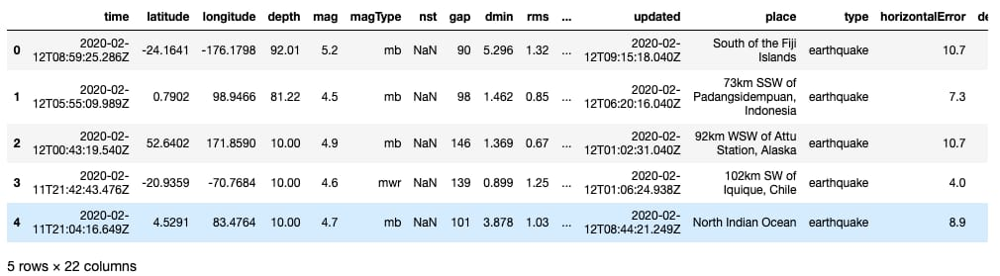 time latitude longitude depth mag magType nst gap dmin rms ... updated place type horizontalError de
0 2020-02-12T08:59:25.286Z -24.1641 -176.1798 92.01 5.2 mb NaN 90 5.296 1.32 ... 2020-02-12T09:15:18.040Z South of the Fiji Islands earthquake 10.7
1 2020-02-12T05:55:09.989Z 0.7902 98.9466 81.22 4.5 mb NaN 98 1.462 0.85 ... 2020-02-12T06:20:16.040Z 73km SSW of Padangsidempuan, Indonesia earthquake 7.3
2 2020-02-12T00:43:19.540Z 52.6402 171.8590 10.00 4.9 mb NaN 146 1.369 0.67 ... 2020-02-12T01:02:31.040Z 92km WSW of Attu Station, Alaska earthquake 10.7
3 2020-02-11T21:42:43.476Z -20.9359 -70.7684 10.00 4.6 mwr NaN 139 0.899 1.25 ... 2020-02-12T01:06:24.938Z 102km SW of Iquique, Chile earthquake 4.0
4 2020-02-11T21:04:16.649Z 4.5291 83.4764 10.00 4.7 mb NaN 101 3.878 1.03 ... 2020-02-12T08:44:21.249Z North Indian Ocean earthquake 8.9
5 rows × 22 columns